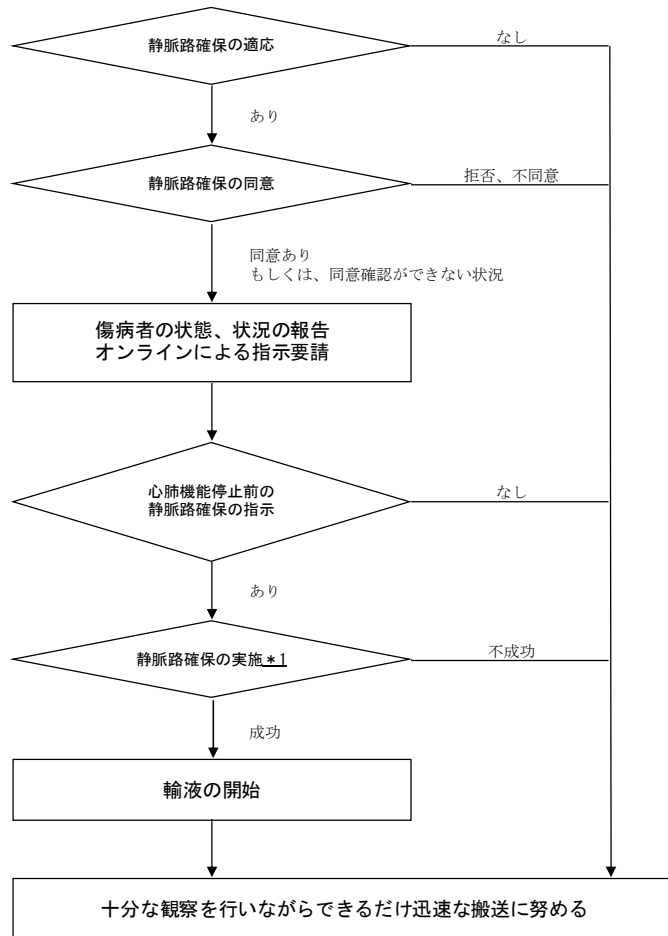 静脈路確保の適応
なし
あり
静脈路確保の同意
拒否、不同意
同意あり
もしくは、同意確認ができない状況
傷病者の状態、状況の報告
オンラインによる指示要請
心肺機能停止前の
静脈路確保の指示
なし
あり
静脈路確保の実施＊1
不成功
成功
輸液の開始
十分な観察を行いながらできるだけ迅速な搬送に努める